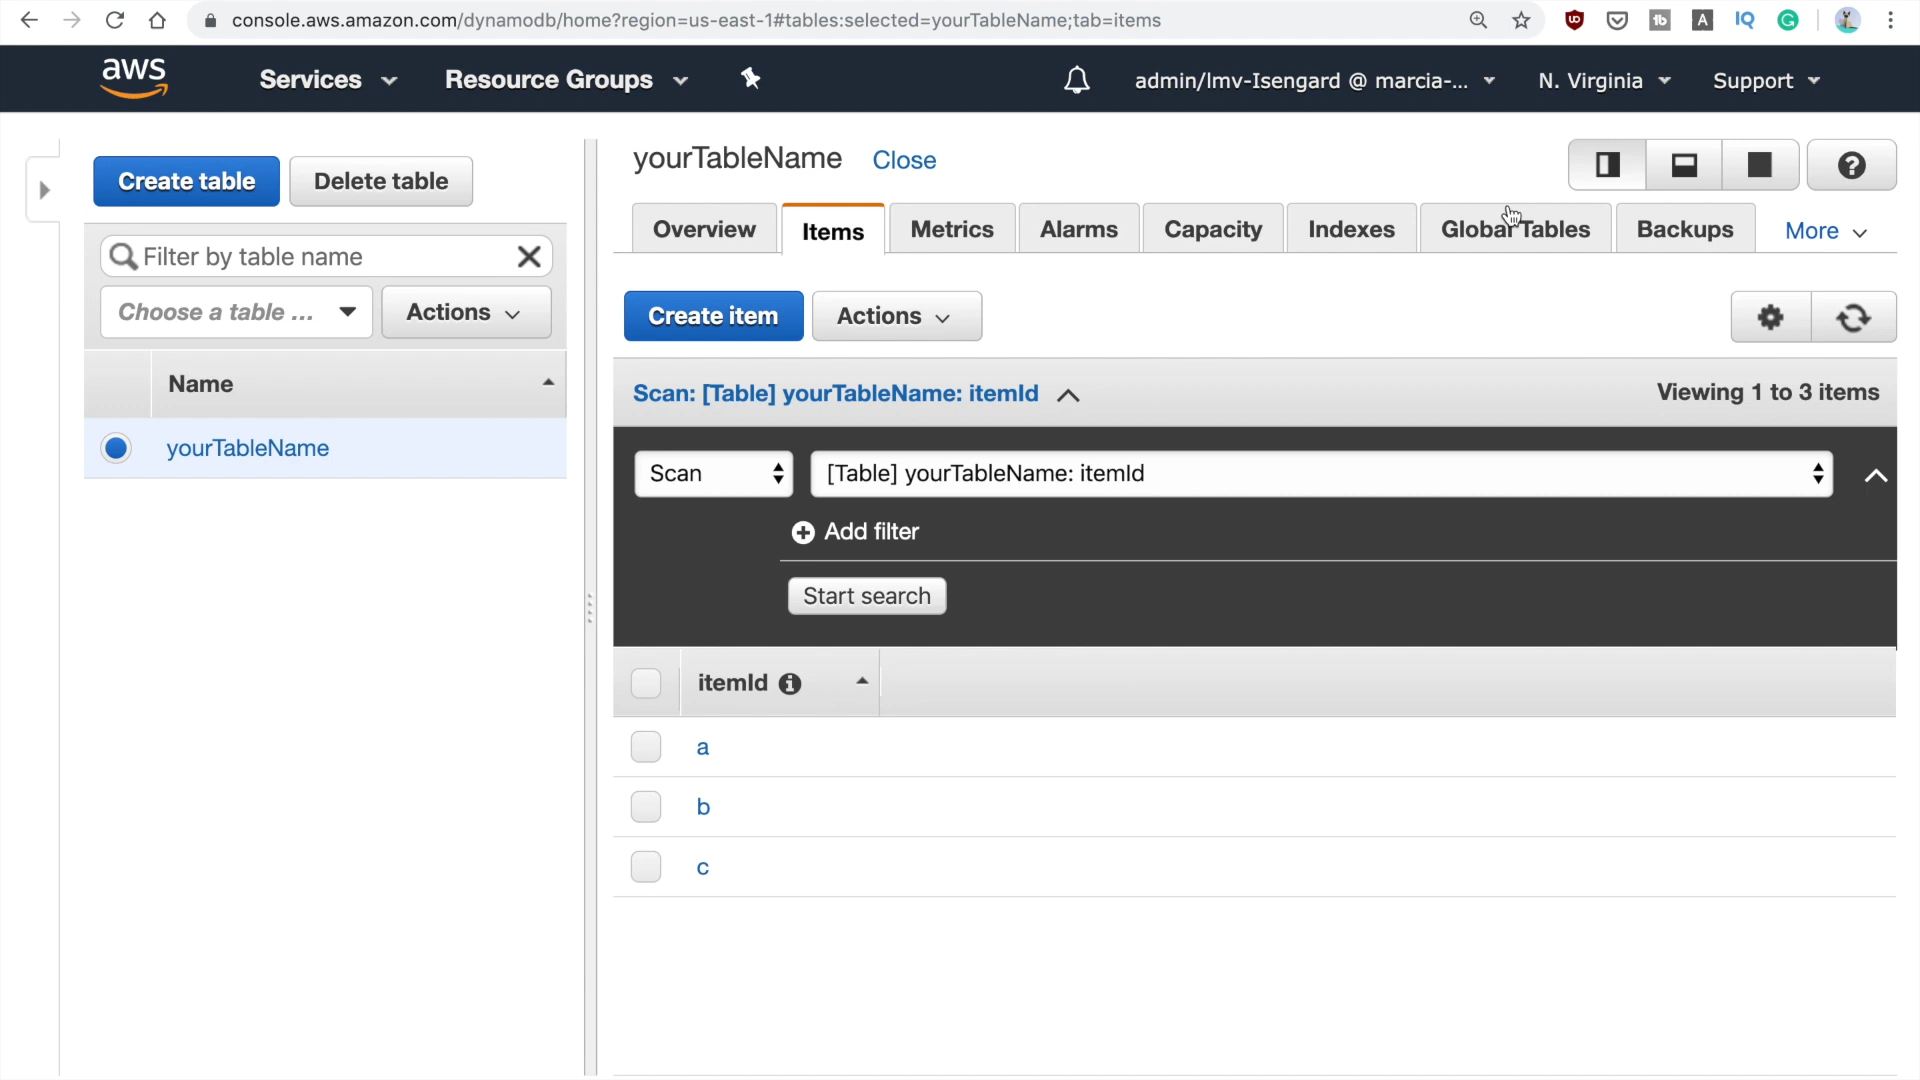 console.aws.amazon.com/dynamodb/home?region=us-east-1#tables:selected=yourTableName;tab=items
aws
Services
Resource Groups
admin/lmv-Isengard @ marcia-...
N. Virginia
Support
Create table
Delete table
Filter by table name
Choose a table ...
Actions
Name
yourTableName
yourTableName
Close
Overview
Items
Metrics
Alarms
Capacity
Indexes
Global Tables
Backups
More
Create item
Actions
Scan: [Table] yourTableName: itemId
Viewing 1 to 3 items
Scan
[Table] yourTableName: itemId
Add filter
Start search
itemId
a
b
c